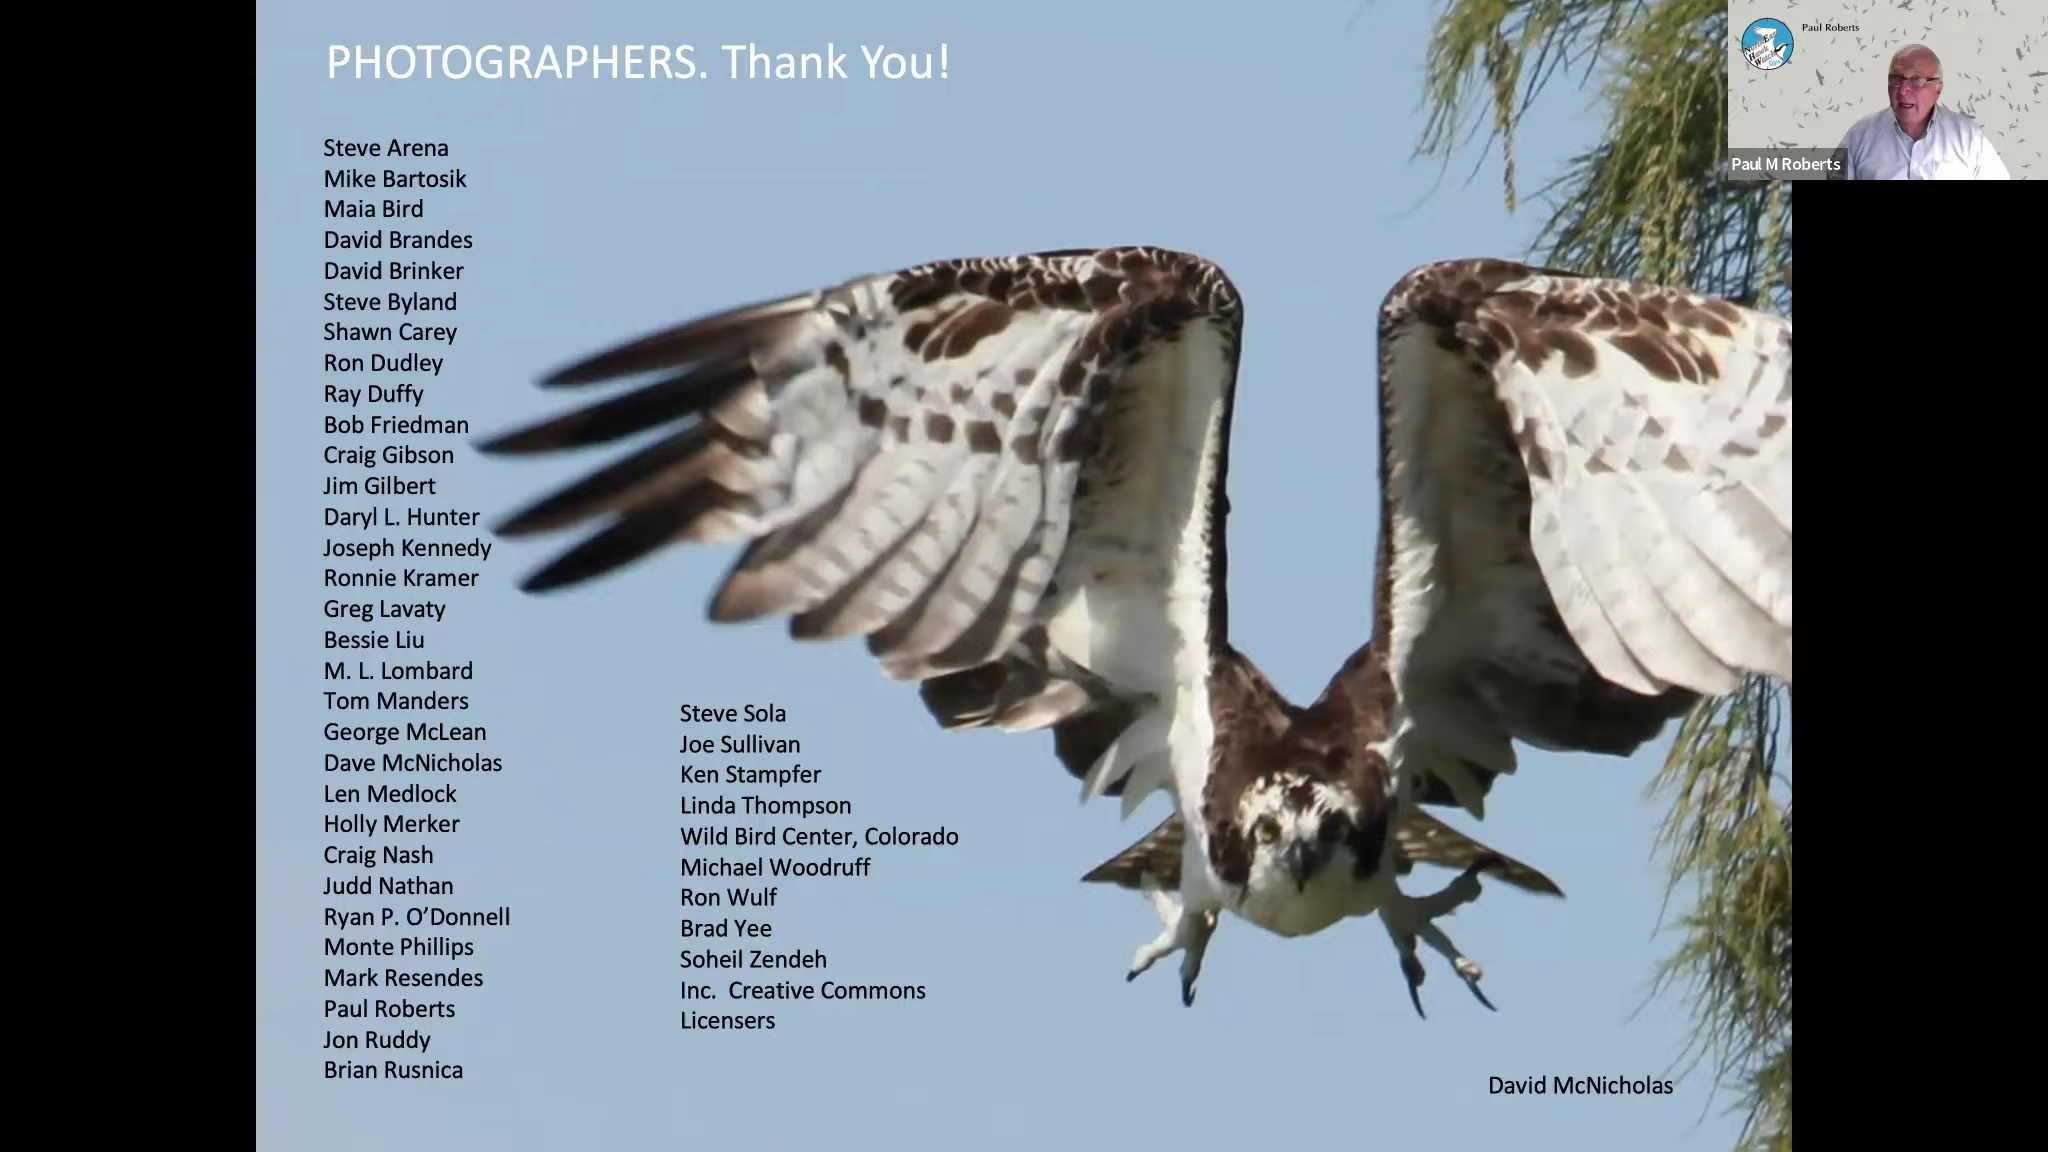 PHOTOGRAPHERS. Thank You!
Steve Arena
Mike Bartosik
Maia Bird
David Brandes
David Brinker
Steve Byland
Shawn Carey
Ron Dudley
Ray Duffy
Bob Friedman
Craig Gibson
Jim Gilbert
Daryl L. Hunter
Joseph Kennedy
Ronnie Kramer
Greg Lavaty
Bessie Liu
M. L. Lombard
Tom Manders
George McLean
Dave McNicholas
Len Medlock
Holly Merker
Craig Nash
Judd Nathan
Ryan P. O’Donnell
Monte Phillips
Mark Resendes
Paul Roberts
Jon Ruddy
Brian Rusnica
Steve Sola
Joe Sullivan
Ken Stampfer
Linda Thompson
Wild Bird Center, Colorado
Michael Woodruff
Ron Wulf
Brad Yee
Soheil Zendeh
Inc.  Creative Commons
Licensers
David McNicholas
Paul Roberts
Paul M Roberts